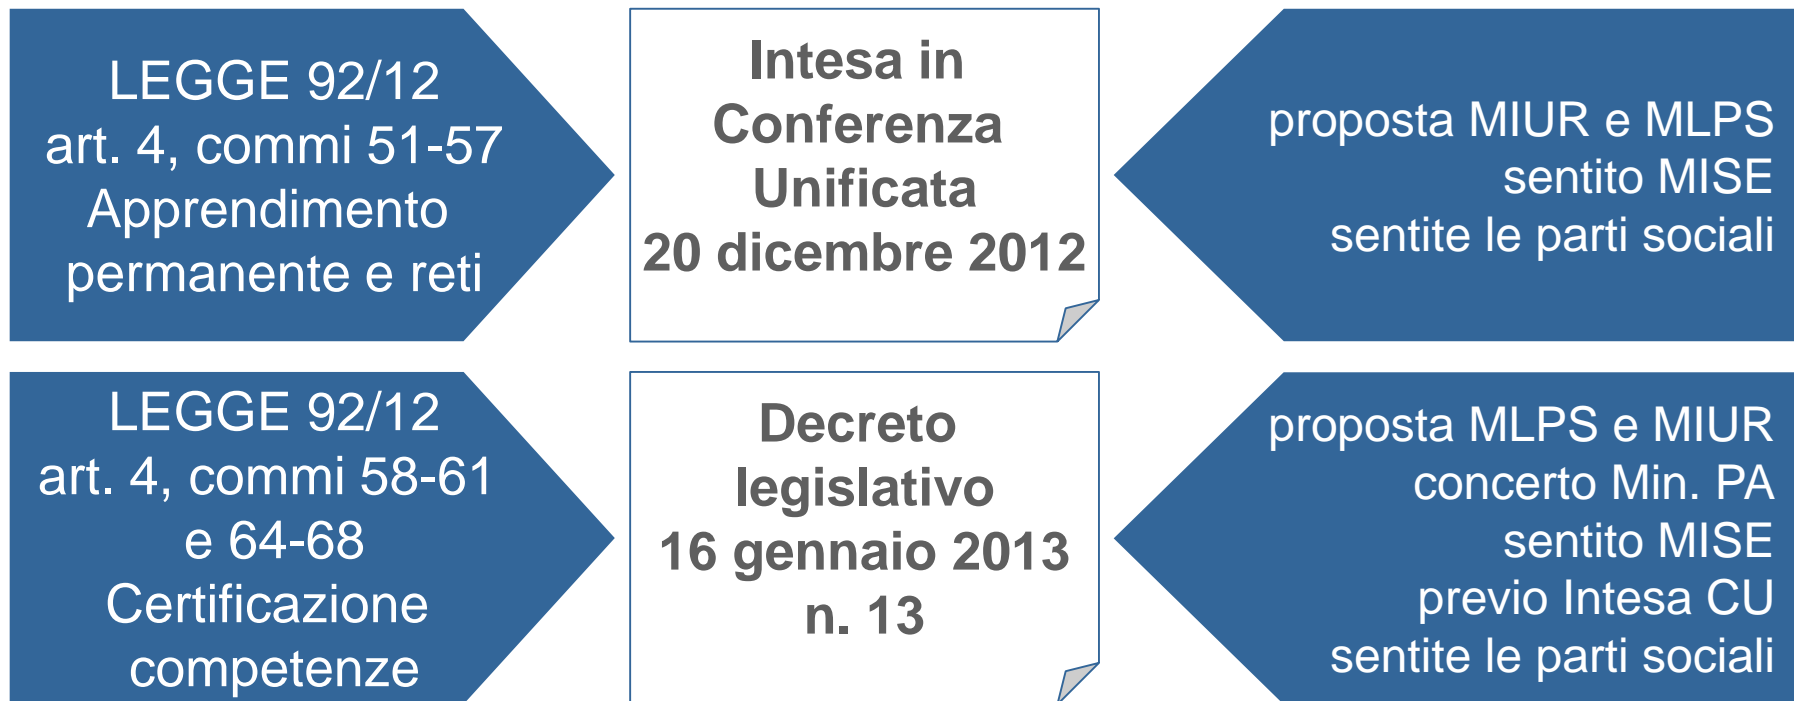 LEGGE 92/12
art. 4, commi 51-57
Apprendimento
permanente e reti
Intesa in
Conferenza
Unificata
20 dicembre 2012
proposta MIUR e MLPS
sentito MISE
sentite le parti sociali
LEGGE 92/12
art. 4, commi 58-61
e 64-68
Certificazione
competenze
Decreto
legislativo
16 gennaio 2013
n. 13
proposta MLPS e MIUR
concerto Min. PA
sentito MISE
previo Intesa CU
sentite le parti sociali